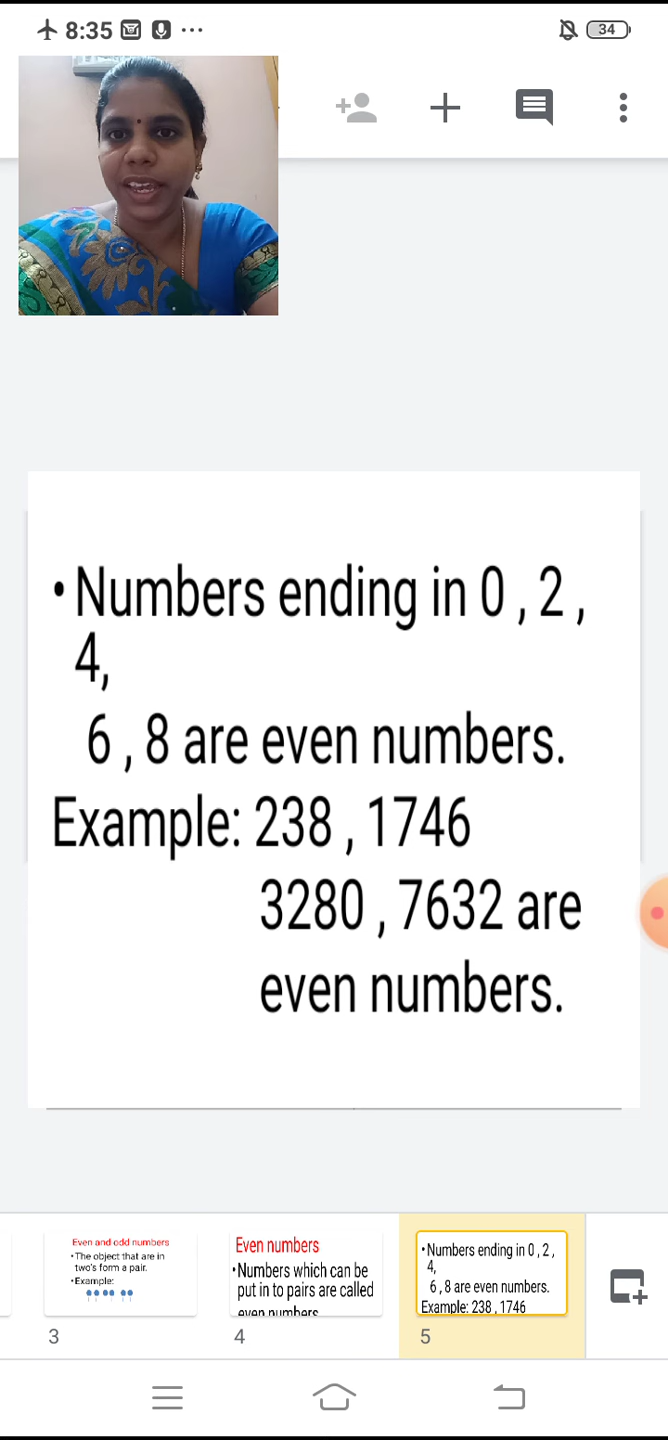 8:35
34
•Numbers ending in 0 , 2 ,
4,
6 , 8 are even numbers.
Example: 238 , 1746
3280 , 7632 are
even numbers.
Even and odd numbers
•The object that are in
two's form a pair.
•Example:
3
Even numbers
•Numbers which can be
put in to pairs are called
even numbers
4
•Numbers ending in 0 , 2 ,
4,
6 , 8 are even numbers.
Example: 238 , 1746
5